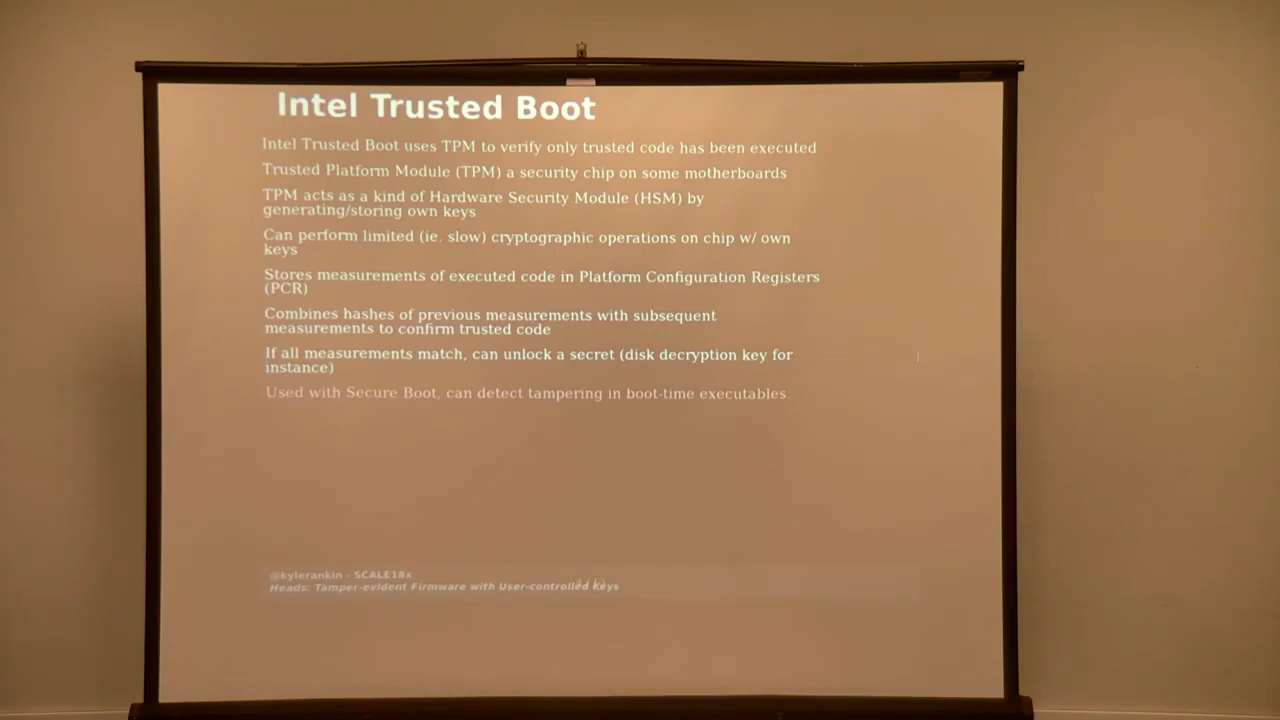 Intel Trusted Boot
Intel Trusted Boot uses TPM to verify only trusted code has been executed
Trusted Platform Module (TPM) a security chip on some motherboards
TPM acts as a kind of Hardware Security Module (HSM) by
generating/storing own keys
Can perform limited (ie. slow) cryptographic operations on chip w/ own
keys
Stores measurements of executed code in Platform Configuration Registers
(PCR)
Combines hashes of previous measurements with subsequent
measurements to confirm trusted code
If all measurements match, can unlock a secret (disk decryption key for
instance)
Used with Secure Boot, can detect tampering in boot-time executables.
@kylerankin - SCALE18x
Heads: Tamper-evident Firmware with User-controlled Keys